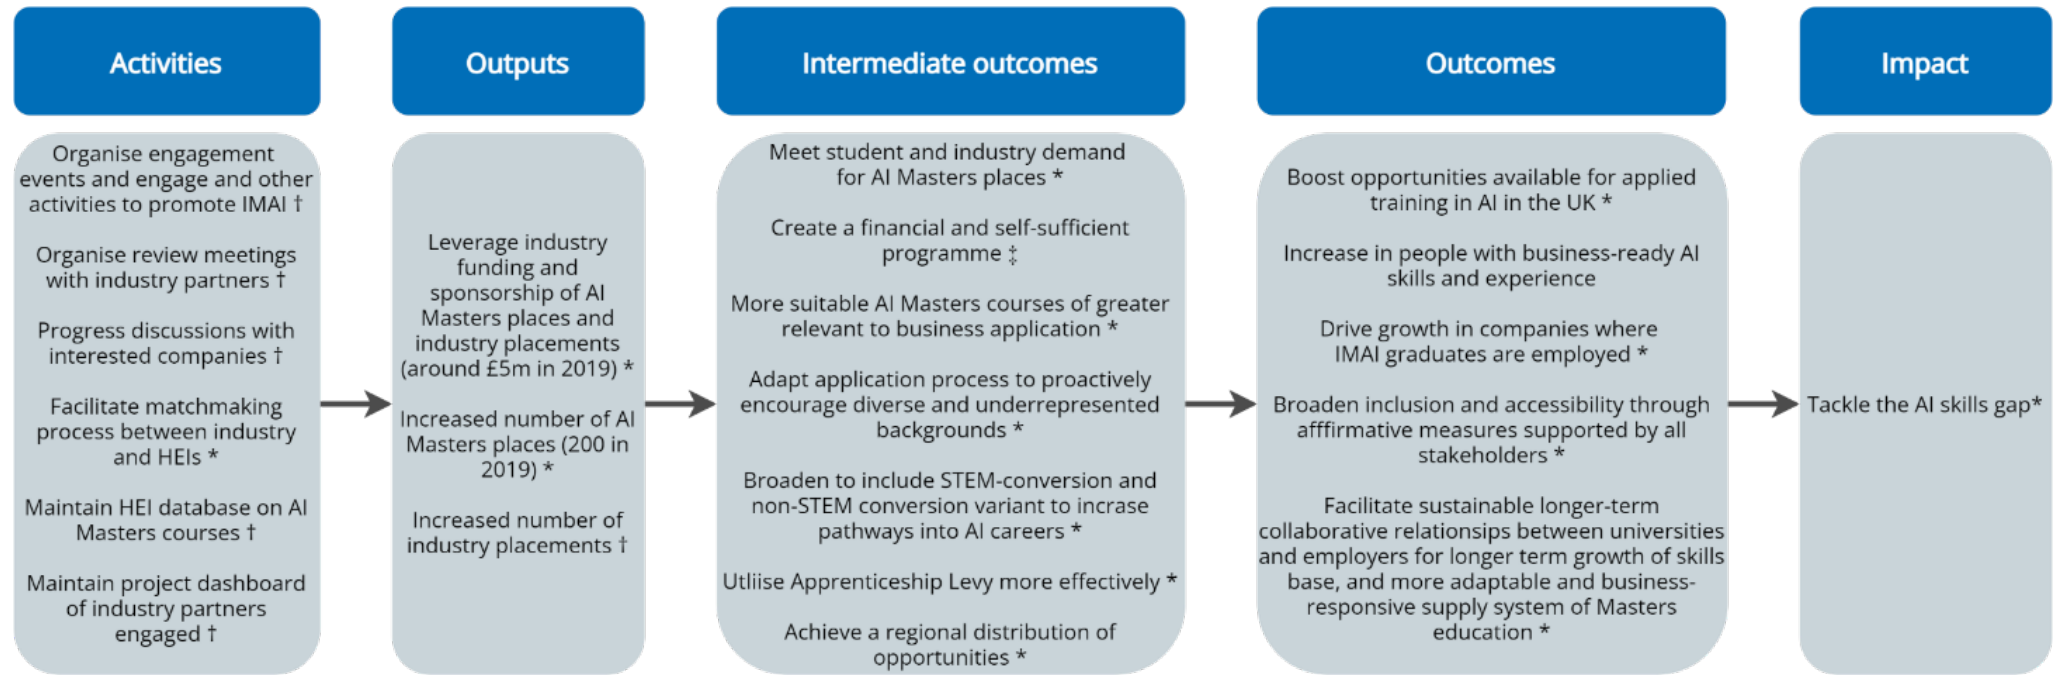 Activities
Organise engagement
events and engage and other
activities to promote IMAI †
Organise review meetings
with industry partners †
Progress discussions with
interested companies †
Facilitate matchmaking
process between industry
and HEIs *
Maintain HEI database on AI
Masters courses †
Maintain project dashboard
of industry partners
engaged †
Outputs
Leverage industry
funding and
sponsorship of AI
Masters places and
industry placements
(around £5m in 2019) *
Increased number of AI
Masters places (200 in
2019) *
Increased number of
industry placements †
Intermediate outcomes
Meet student and industry demand
for AI Masters places *
Create a financial and self-sufficient
programme ‡
More suitable AI Masters courses of greater
relevant to business application *
Adapt application process to proactively
encourage diverse and underrepresented
backgrounds *
Broaden to include STEM-conversion and
non-STEM conversion variant to incrase
pathways into AI careers *
Utliise Apprenticeship Levy more effectively *
Achieve a regional distribution of
opportunities *
Outcomes
Boost opportunities available for applied
training in AI in the UK *
Increase in people with business-ready AI
skills and experience
Drive growth in companies where
IMAI graduates are employed *
Broaden inclusion and accessibility through
afffirmative measures supported by all
stakeholders *
Facilitate sustainable longer-term
collaborative relationsips between universities
and employers for longer term growth of skills
base, and more adaptable and business-
responsive supply system of Masters
education *
Impact
Tackle the AI skills gap*